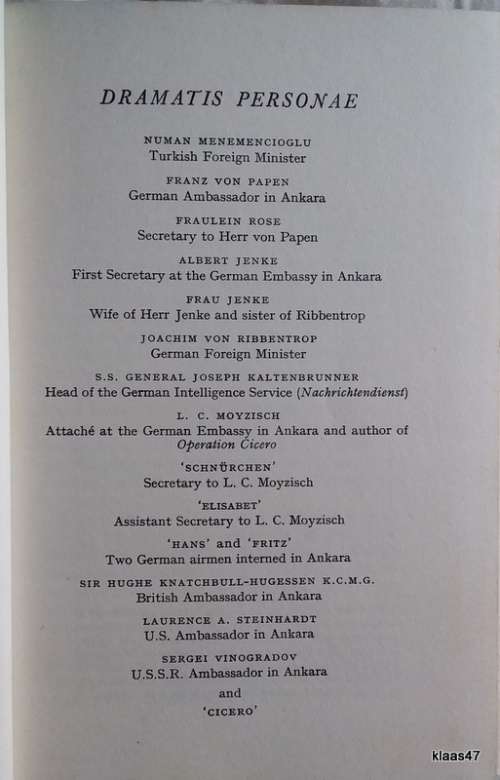 DRAMATIS PERSONAE
NUMAN MENEMENCIOGLU
Turkish Foreign Minister
FRANZ VON PAPEN
German Ambassador in Ankara
FRAULEIN ROSE
Secretary to Herr von Papen
ALBERT JENKE
First Secretary at the German Embassy in Ankara
FRAU JENKE
Wife of Herr Jenke and sister of Ribbentrop
JOACHIM VON RIBBENTROP
German Foreign Minister
S.S. GENERAL JOSEPH KALTENBRUNNER
Head of the German Intelligence Service (Nachrichtendienst)
L. C. MOYZISCH
Attaché at the German Embassy in Ankara and author of
Operation Cicero
'SCHNÜRCHEN'
Secretary to L. C. Moyzisch
'ELISABET'
Assistant Secretary to L. C. Moyzisch
'HANS' and 'FRITZ'
Two German airmen interned in Ankara
SIR HUGHE KNATCHBULL-HUGESSEN K.C.M.G.
British Ambassador in Ankara
LAURENCE A. STEINHARDT
U.S. Ambassador in Ankara
SERGEI VINOGRADOV
U.S.S.R. Ambassador in Ankara
and
'CICERO'
klaas47